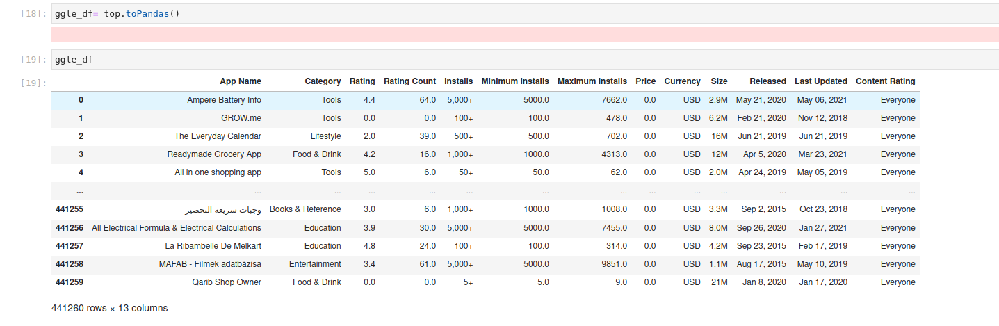 [18]: ggle_df= top.toPandas()
[19]: ggle_df
[19]:
App Name Category Rating Rating Count Installs Minimum Installs Maximum Installs Price Currency Size Released Last Updated Content Rating
0 Ampere Battery Info Tools 4.4 64.0 5,000+ 5000.0 7662.0 0.0 USD 2.9M May 21, 2020 May 06, 2021 Everyone
1 GROW.me Tools 0.0 0.0 100+ 100.0 478.0 0.0 USD 6.2M Feb 21, 2020 Nov 12, 2018 Everyone
2 The Everyday Calendar Lifestyle 2.0 39.0 500+ 500.0 702.0 0.0 USD 16M Jun 21, 2019 Jun 21, 2019 Everyone
3 Readymade Grocery App Food & Drink 4.2 16.0 1,000+ 1000.0 4313.0 0.0 USD 12M Apr 5, 2020 Mar 23, 2021 Everyone
4 All in one shopping app Tools 5.0 6.0 50+ 50.0 62.0 0.0 USD 2.0M Apr 24, 2019 May 05, 2019 Everyone
... ... ... ... ... ... ... ... ... ... ... ... ... ...
441255 وجبات سريعة التحضير Books & Reference 3.0 6.0 1,000+ 1000.0 1008.0 0.0 USD 3.3M Sep 2, 2015 Oct 23, 2018 Everyone
441256 All Electrical Formula & Electrical Calculations Education 3.9 30.0 5,000+ 5000.0 7455.0 0.0 USD 8.0M Sep 26, 2020 Jan 27, 2021 Everyone
441257 La Ribambelle De Melkart Education 4.8 24.0 100+ 100.0 314.0 0.0 USD 4.2M Sep 23, 2015 Feb 17, 2019 Everyone
441258 MAFAB - Filmek adatbázisa Entertainment 3.4 61.0 5,000+ 5000.0 9851.0 0.0 USD 1.1M Aug 17, 2015 May 10, 2019 Everyone
441259 Qarib Shop Owner Food & Drink 0.0 0.0 5+ 5.0 9.0 0.0 USD 21M Jan 8, 2020 Jan 17, 2020 Everyone
441260 rows × 13 columns